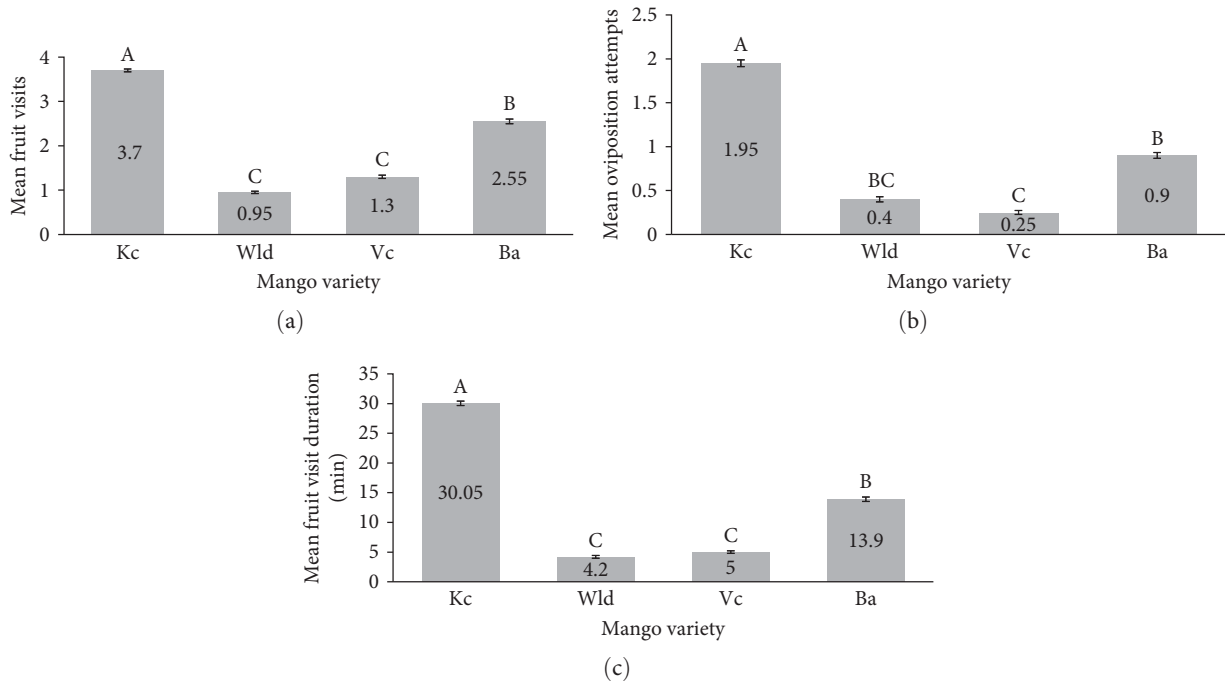 Mean fruit visits
4
3
2
1
0
A
C
C
B
3.7
0.95
1.3
2.55
Kc
Wld
Vc
Ba
Mango variety
(a)
Mean oviposition attempts
2.5
2
1.5
1
0.5
0
A
BC
C
B
1.95
0.4
0.25
0.9
Kc
Wld
Vc
Ba
Mango variety
(b)
Mean fruit visit duration
(min)
35
30
25
20
15
10
5
0
A
C
C
B
30.05
4.2
5
13.9
Kc
Wld
Vc
Ba
Mango variety
(c)